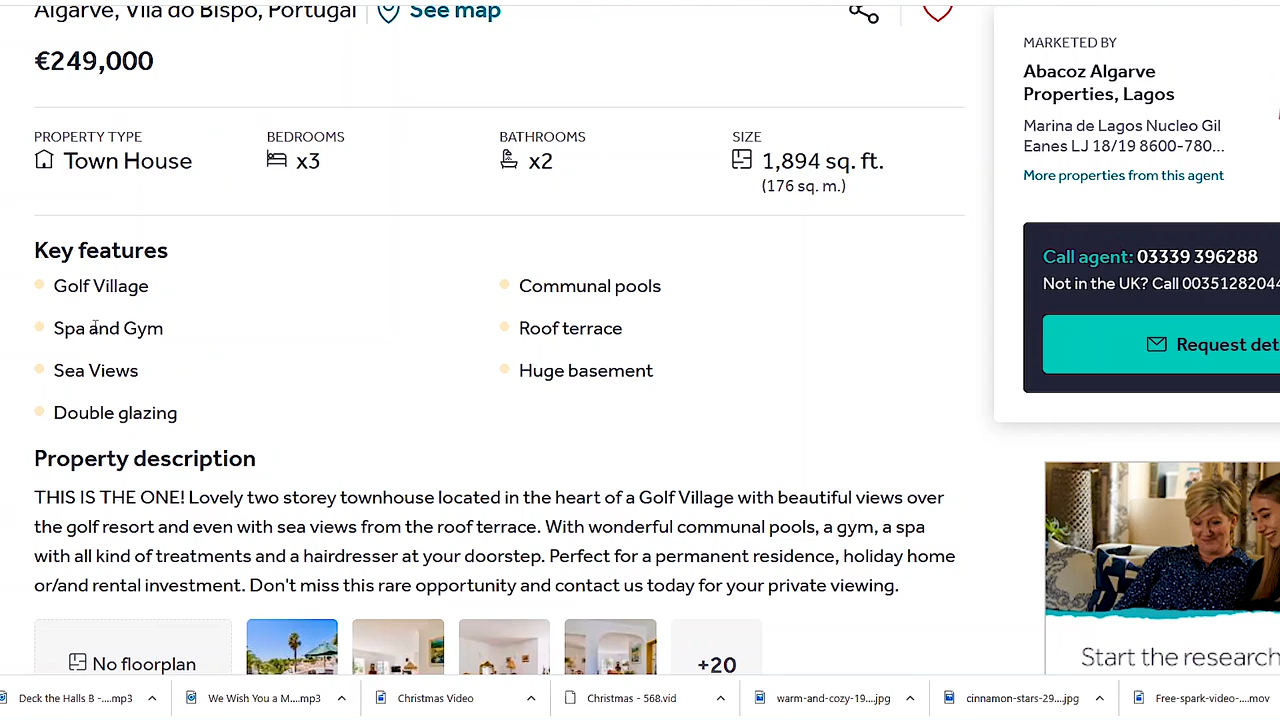 Algarve, Vila do Bispo, Portugal
See map
€249,000
PROPERTY TYPE
Town House
BEDROOMS
x3
BATHROOMS
x2
SIZE
1,894 sq. ft.
(176 sq. m.)
Key features
Golf Village
Communal pools
Spa and Gym
Roof terrace
Sea Views
Huge basement
Double glazing
Property description
THIS IS THE ONE! Lovely two storey townhouse located in the heart of a Golf Village with beautiful views over
the golf resort and even with sea views from the roof terrace. With wonderful communal pools, a gym, a spa
with all kind of treatments and a hairdresser at your doorstep. Perfect for a permanent residence, holiday home
or/and rental investment. Don't miss this rare opportunity and contact us today for your private viewing.
No floorplan
+20
MARKETED BY
Abacoz Algarve
Properties, Lagos
Marina de Lagos Nucleo Gil
Eanes LJ 18/19 8600-780...
More properties from this agent
Call agent: 03339 396288
Not in the UK? Call 0035128204
Request det
Start the research
Deck the Halls B -....mp3
We Wish You a M....mp3
Christmas Video
Christmas - 568.vid
warm-and-cozy-19....jpg
cinnamon-stars-29....jpg
Free-spark-video-....mov